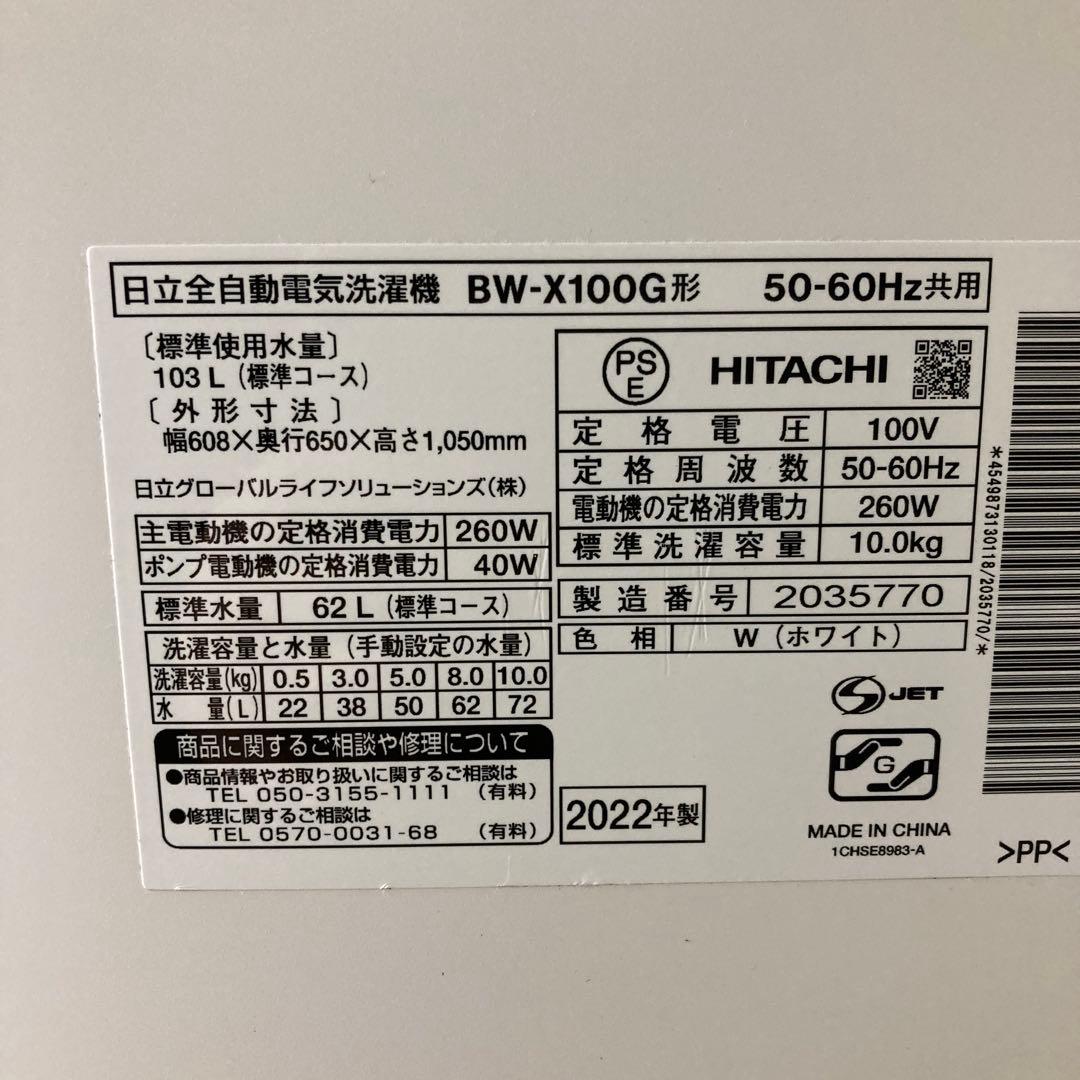 日立全自動電気洗濯機 BW-X100G形 50-60Hz共用
〔標準使用水量〕
103 L（標準コース）
〔外形寸法〕
幅608×奥行650×高さ1,050mm
日立グローバルライフソリューションズ（株）
主電動機の定格消費電力 260W
ポンプ電動機の定格消費電力 40W
標準水量 62 L（標準コース）
洗濯容量と水量（手動設定の水量）
洗濯容量(kg) 0.5 3.0 5.0 8.0 10.0
水量(L) 22 38 50 62 72
商品に関するご相談や修理について
●商品情報やお取り扱いに関するご相談は
TEL 050-3155-1111 （有料）
●修理に関するご相談は
TEL 0570-0031-68 （有料）
PS
E
HITACHI
定格電圧 100V
定格周波数 50-60Hz
電動機の定格消費電力 260W
標準洗濯容量 10.0kg
製造番号 2035770
色相 W（ホワイト）
S JET
G
2022年製
MADE IN CHINA
1CHSE8983-A
>PP<
*4549873130118/2035770/*